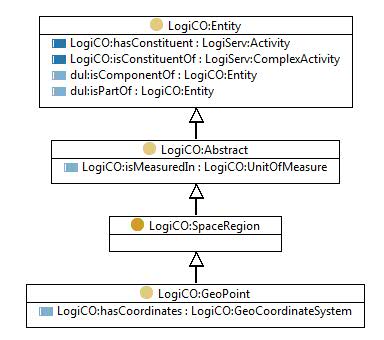 LogiCO:Entity
LogiCO:hasConstituent : LogiServ:Activity
LogiCO:isConstituentOf : LogiServ:ComplexActivity
dul:isComponentOf : LogiCO:Entity
dul:isPartOf : LogiCO:Entity
LogiCO:Abstract
LogiCO:isMeasuredIn : LogiCO:UnitOfMeasure
LogiCO:SpaceRegion
LogiCO:GeoPoint
LogiCO:hasCoordinates : LogiCO:GeoCoordinateSystem